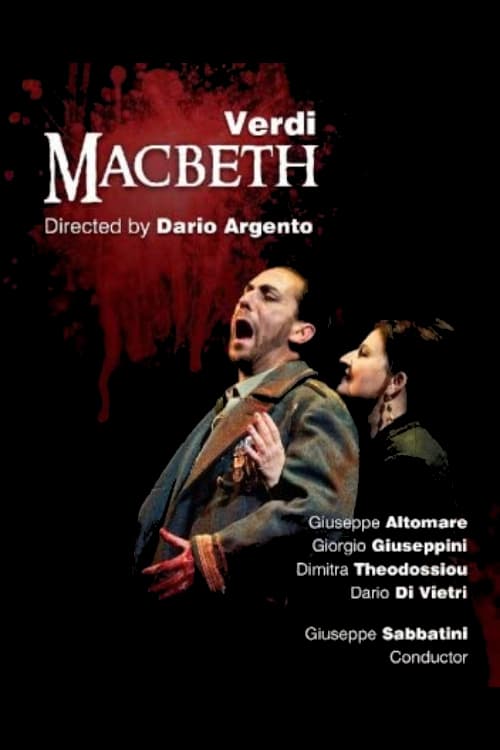 Verdi
MACBETH
Directed by Dario Argento
Giuseppe Altomare
Giorgio Giuseppini
Dimitra Theodossiou
Dario Di Vietri
Giuseppe Sabbatini
Conductor